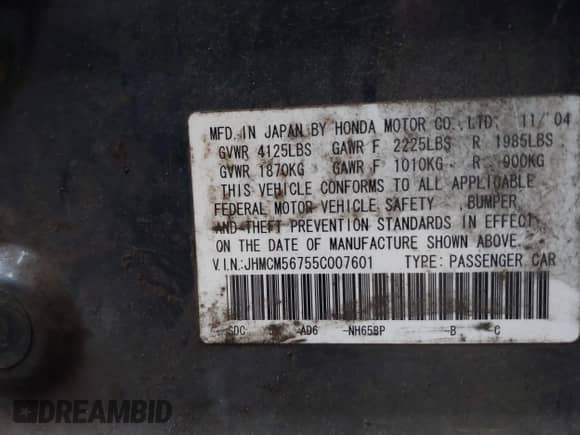 MFD. IN JAPAN BY HONDA MOTOR CO., LTD. 11/'04
GVWR 4125LBS GAWR F 2225LBS R 1985LBS
GVWR 1870KG GAWR F 1010KG R 900KG
THIS VEHICLE CONFORMS TO ALL APPLICABLE
FEDERAL MOTOR VEHICLE SAFETY, BUMPER,
AND THEFT PREVENTION STANDARDS IN EFFECT
ON THE DATE OF MANUFACTURE SHOWN ABOVE.
V.I.N.: JHMCM56755C007601 TYPE: PASSENGER CAR
SDC AD6 -NH658P -B -C
DREAMBID